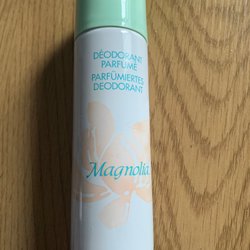 DÉODORANT
PARFUMÉ
PARFÜMIERTES
DEODORANT
Magnolia